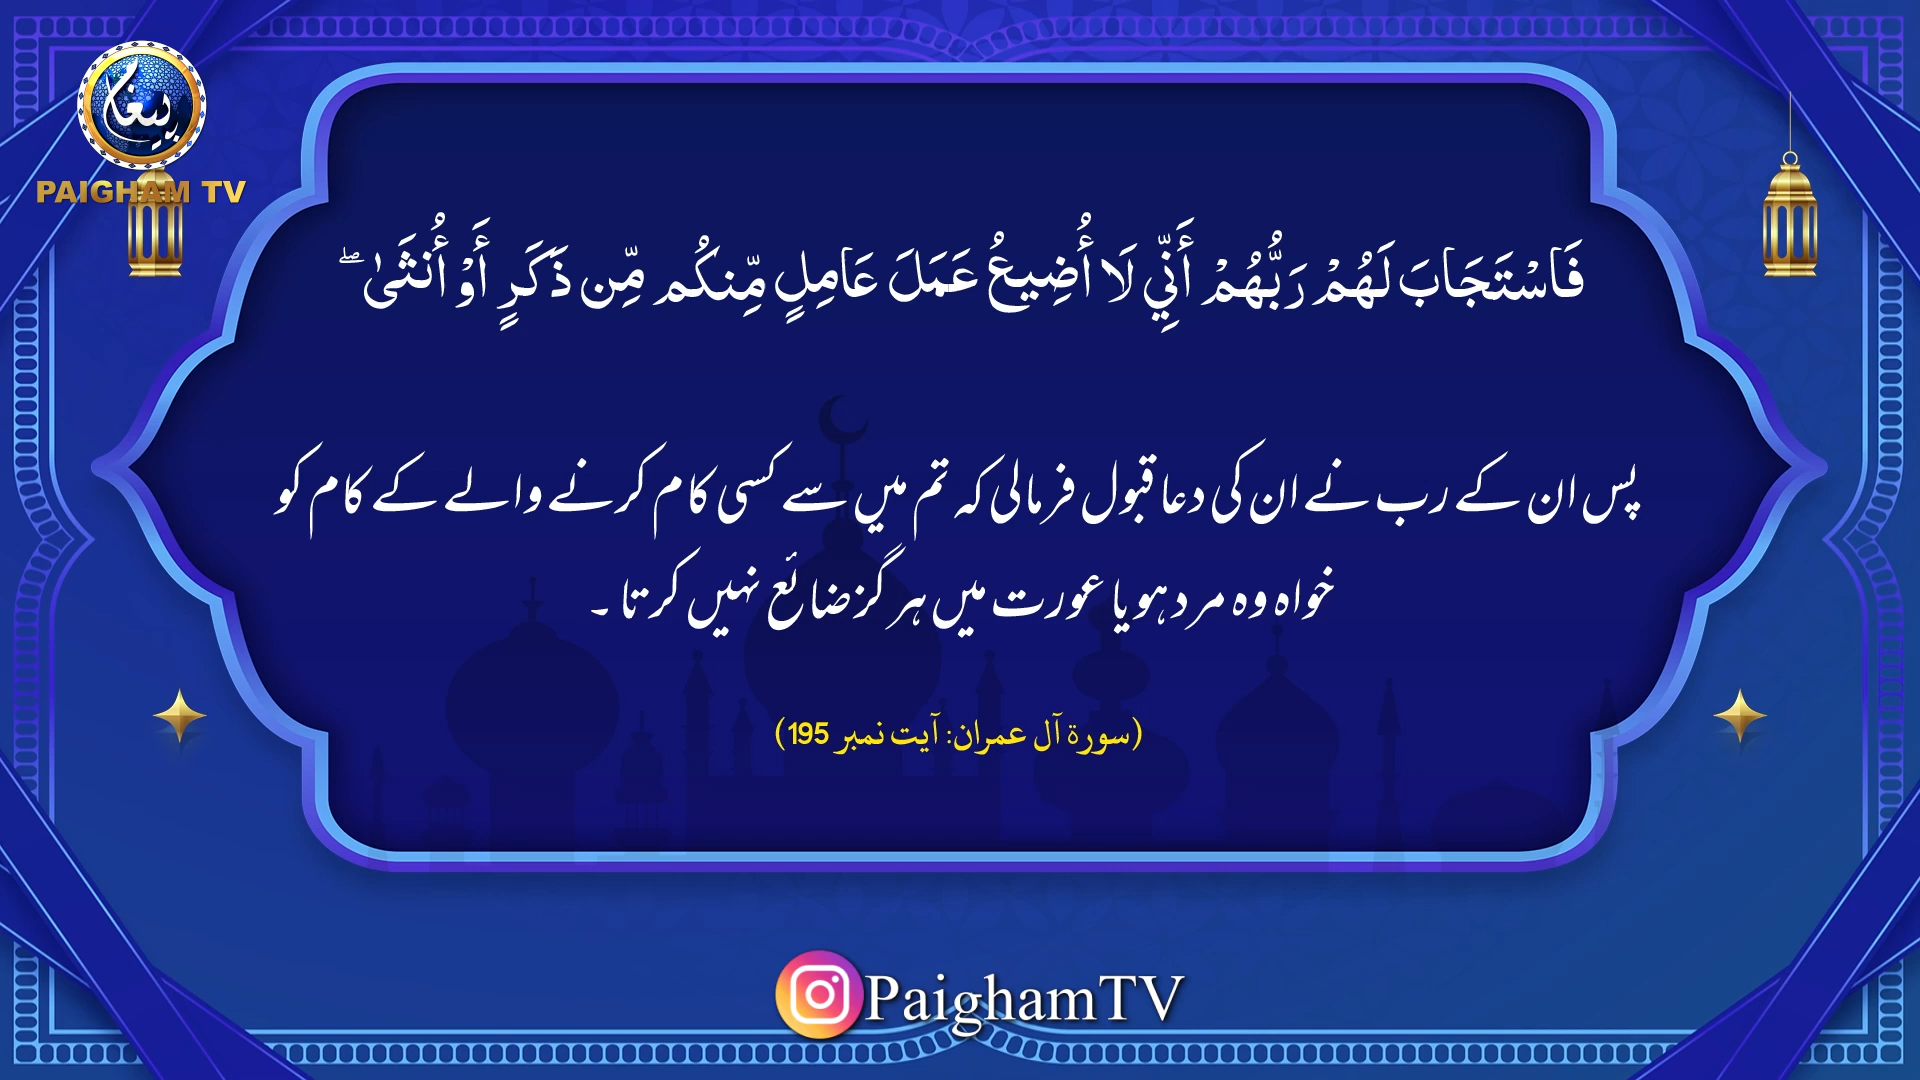 پیغام
PAIGHAM TV
فَاسْتَجَابَ لَهُمْ رَبُّهُمْ أَنِّي لَا أُضِيعُ عَمَلَ عَامِلٍ مِّنكُم مِّن ذَكَرٍ أَوْ أُنثَىٰ ۖ
پس ان کے رب نے ان کی دعا قبول فرمالی کہ تم میں سے کسی کام کرنے والے کے کام کو
خواہ وہ مرد ہو یا عورت میں ہرگز ضائع نہیں کرتا ۔
(سورۃ آل عمران: آیت نمبر 195)
PaighamTV